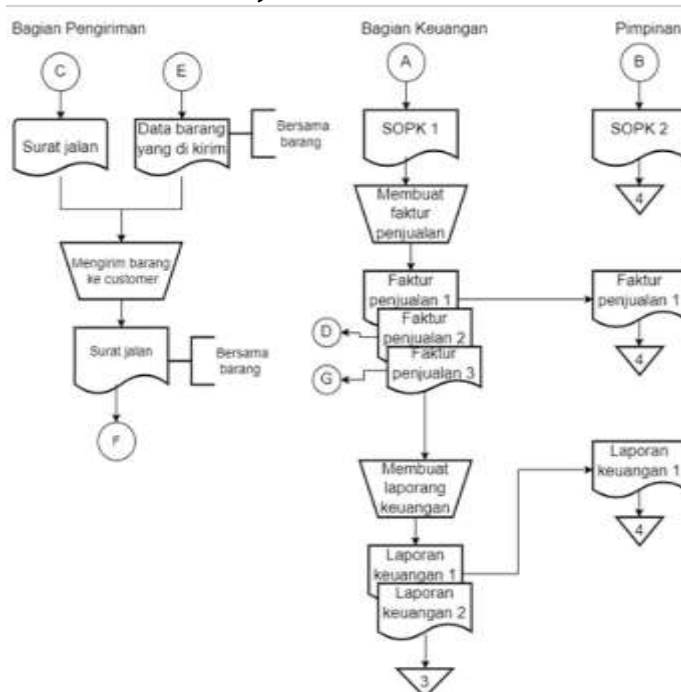 Bagian Pengiriman
Bagian Keuangan
Pimpinan
C
E
A
B
Surat jalan
Data barang
yang di kirim
Bersama
barang
SOPK 1
SOPK 2
4
Membuat
faktur
penjualan
Mengirim barang
ke customer
Faktur
penjualan 1
Faktur
penjualan 2
Faktur
penjualan 3
D
G
Faktur
penjualan 1
4
Surat jalan
Bersama
barang
F
Membuat
laporang
keuangan
Laporan
keuangan 1
4
Laporan
keuangan 1
Laporan
keuangan 2
3